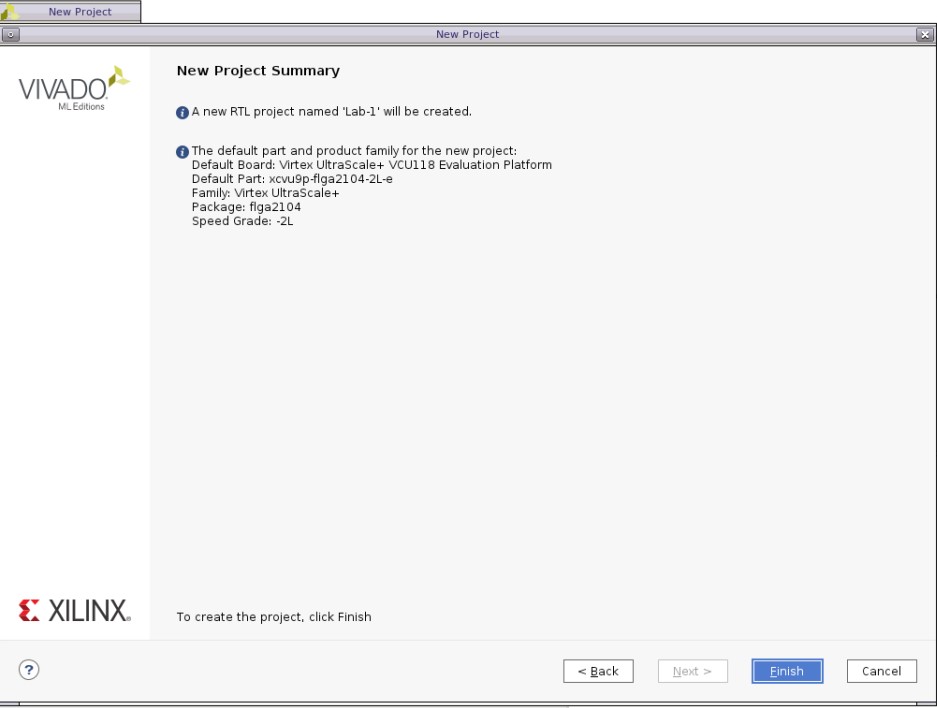 New Project
New Project
VIVADO
ML Editions
New Project Summary
A new RTL project named 'Lab-1' will be created.
The default part and product family for the new project:
Default Board: Virtex UltraScale+ VCU118 Evaluation Platform
Default Part: xcvu9p-flga2104-2L-e
Family: Virtex UltraScale+
Package: flga2104
Speed Grade: -2L
XILINX®
To create the project, click Finish
?
< Back
Next >
Finish
Cancel